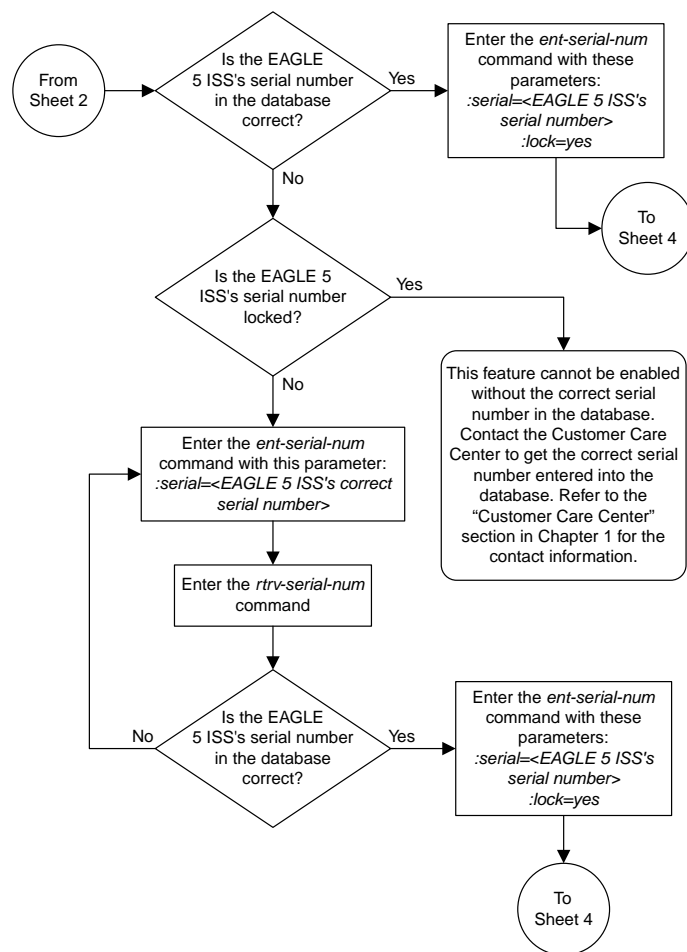 From
Sheet 2
Is the EAGLE
5 ISS's serial number
in the database
correct?
Yes
Enter the ent-serial-num
command with these
parameters:
:serial=<EAGLE 5 ISS's
serial number>
:lock=yes
To
Sheet 4
No
Is the EAGLE 5
ISS's serial number
locked?
Yes
This feature cannot be enabled
without the correct serial
number in the database.
Contact the Customer Care
Center to get the correct serial
number entered into the
database. Refer to the
“Customer Care Center”
section in Chapter 1 for the
contact information.
No
Enter the ent-serial-num
command with this parameter:
:serial=<EAGLE 5 ISS's correct
serial number>
Enter the rtrv-serial-num
command
Is the EAGLE
5 ISS's serial number
in the database
correct?
No
Yes
Enter the ent-serial-num
command with these
parameters:
:serial=<EAGLE 5 ISS's
serial number>
:lock=yes
To
Sheet 4